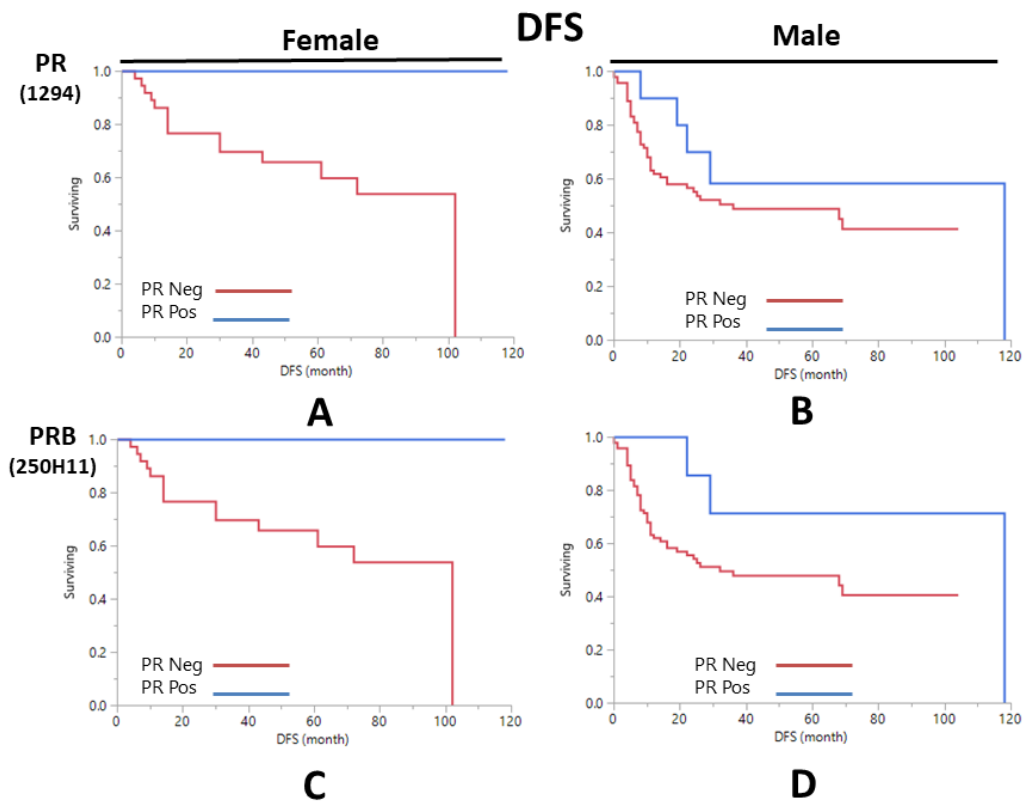 DFS
Female
Male
PR
(1294)
1.0
0.8
0.6
0.4
0.2
0.0
Surviving
PR Neg
PR Pos
0 20 40 60 80 100 120
DFS (month)
A
1.0
0.8
0.6
0.4
0.2
0.0
Surviving
PR Neg
PR Pos
0 20 40 60 80 100 120
DFS (month)
B
PRB
(250H11)
1.0
0.8
0.6
0.4
0.2
0.0
Surviving
PR Neg
PR Pos
0 20 40 60 80 100 120
DFS (month)
C
1.0
0.8
0.6
0.4
0.2
0.0
Surviving
PR Neg
PR Pos
0 20 40 60 80 100 120
DFS (month)
D